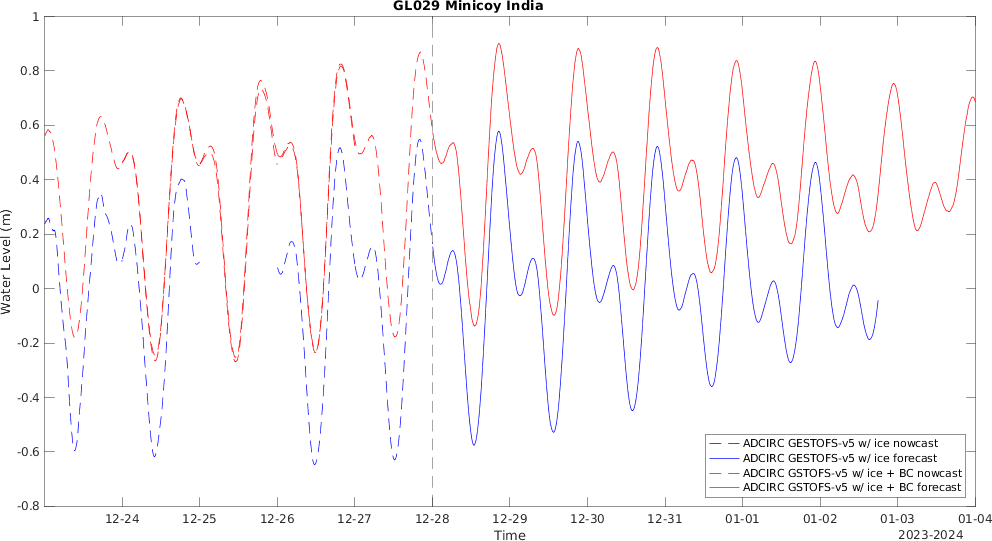 GL029 Minicoy India
1
0.8
0.6
0.4
0.2
0
-0.2
-0.4
-0.6
-0.8
Water Level (m)
12-24 12-25 12-26 12-27 12-28 12-29 12-30 12-31 01-01 01-02 01-03 01-04
Time
2023-2024
ADCIRC GESTOFS-v5 w/ ice nowcast
ADCIRC GESTOFS-v5 w/ ice forecast
ADCIRC GSTOFS-v5 w/ ice + BC nowcast
ADCIRC GSTOFS-v5 w/ ice + BC forecast